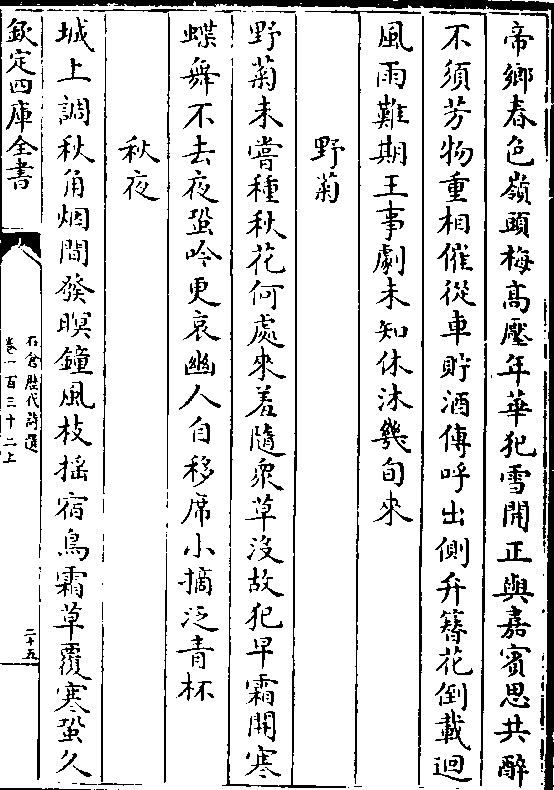 帝鄉春色嶺頭梅高壓年華犯雪開正與嘉賓思共醉
不須芳物重相催從車貯酒傳呼出側弁簪花倒載迴
風雨難期王事劇未知休沐幾旬來
野菊
野菊未嘗種秋花何處來羞隨衆草沒故犯早霜開寒
蝶舞不去夜蛩吟更哀幽人自移席小摘泛青杯
秋夜
城上調秋角烟間發暝鐘風枝揺宿鳥霜草覆寒蛩久
欽定四庫全書
石倉歷代詩選
卷一百三十二上
二十五